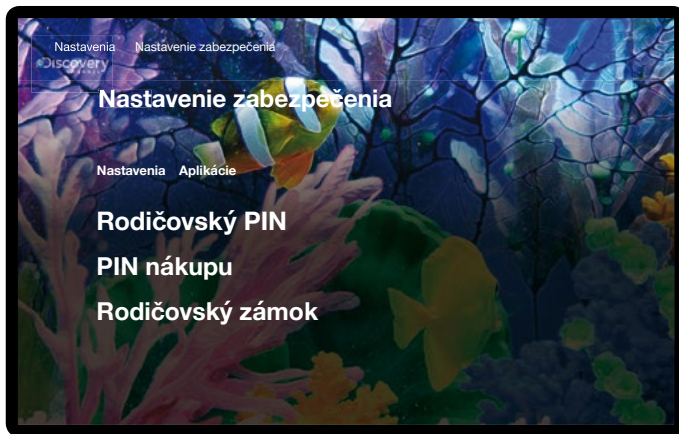 Nastavenia Nastavenie zabezpečenia
Discovery
Nastavenie zabezpečenia
Nastavenia Aplikácie
Rodičovský PIN
PIN nákupu
Rodičovský zámok